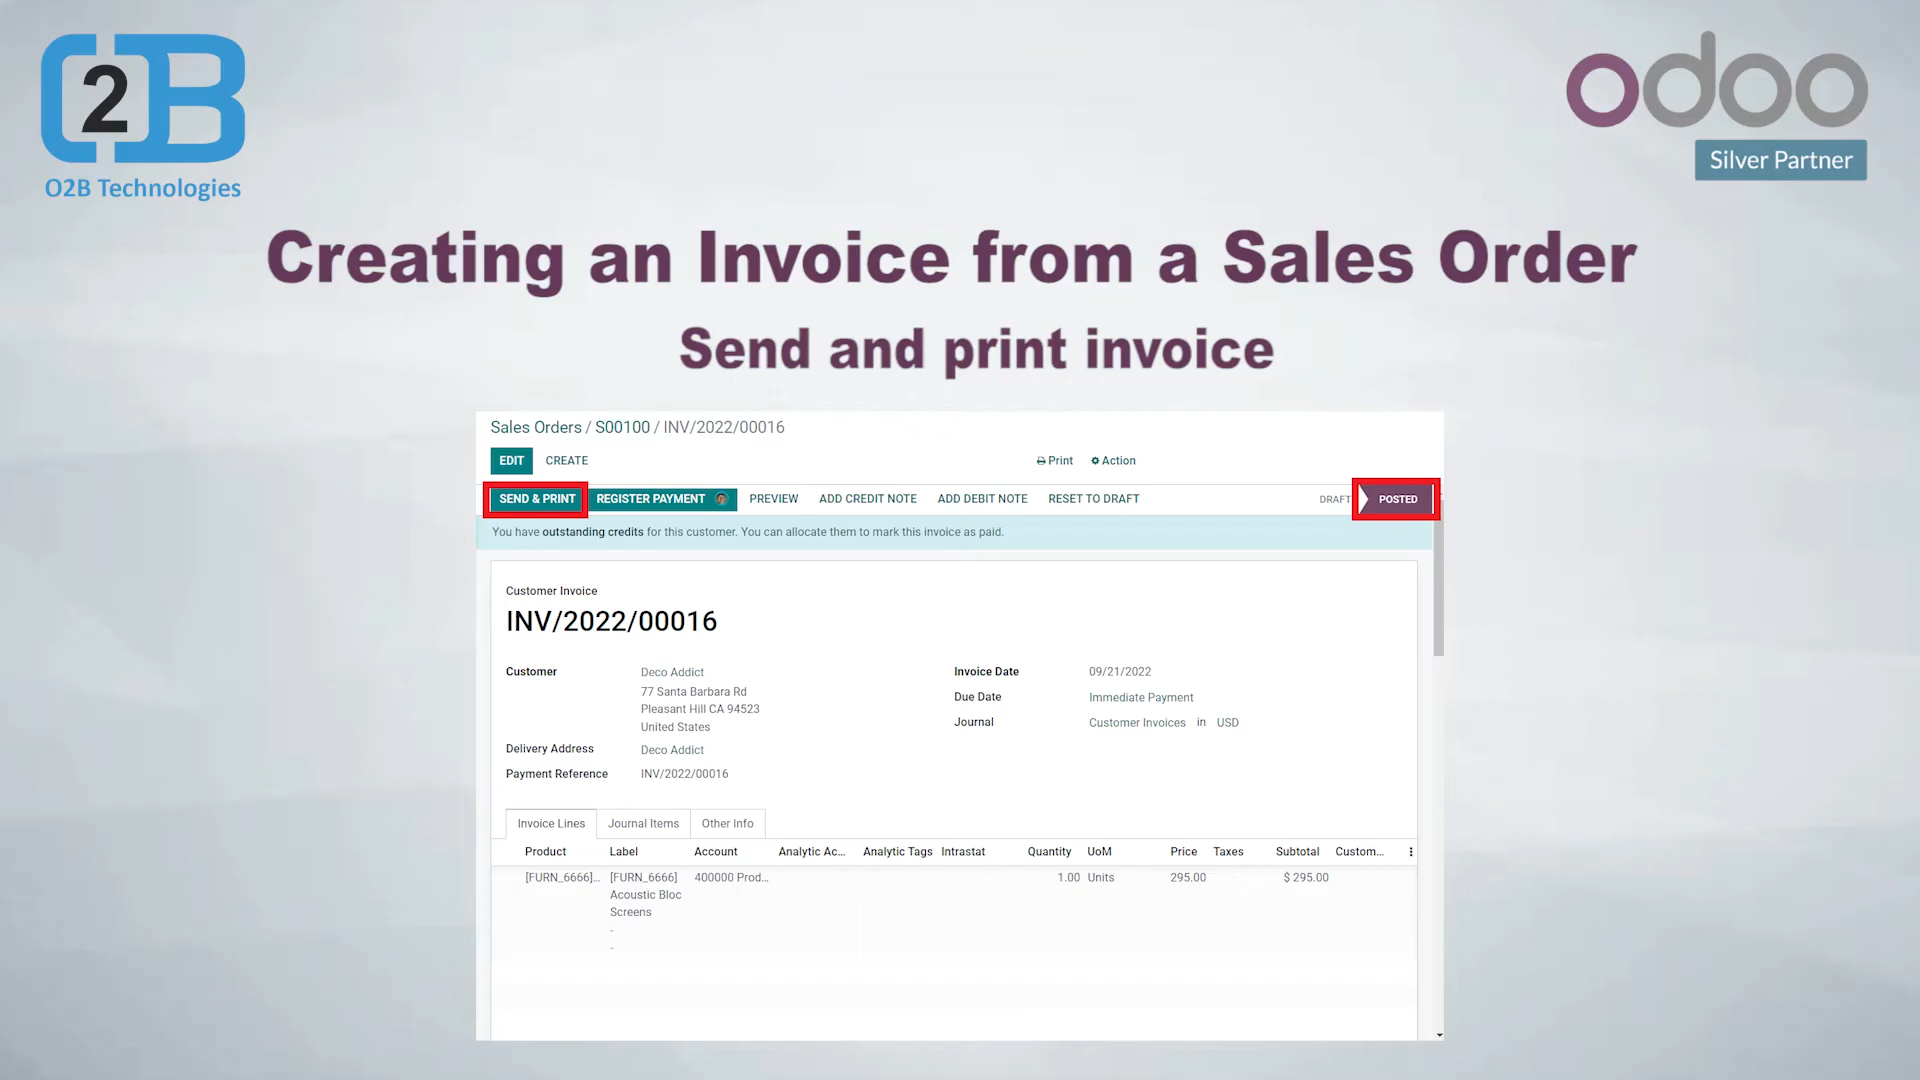 O2B
O2B Technologies
odoo
Silver Partner
Creating an Invoice from a Sales Order
Send and print invoice
Sales Orders / S00100 / INV/2022/00016
EDIT CREATE Print Action
SEND & PRINT REGISTER PAYMENT PREVIEW ADD CREDIT NOTE ADD DEBIT NOTE RESET TO DRAFT DRAFT POSTED
You have outstanding credits for this customer. You can allocate them to mark this invoice as paid.
Customer Invoice
INV/2022/00016
Customer Deco Addict Invoice Date 09/21/2022
77 Santa Barbara Rd Due Date Immediate Payment
Pleasant Hill CA 94523 Journal Customer Invoices in USD
United States
Delivery Address Deco Addict
Payment Reference INV/2022/00016
Invoice Lines Journal Items Other Info
Product Label Account Analytic Ac... Analytic Tags Intrastat Quantity UoM Price Taxes Subtotal Custom...
[FURN_6666]... [FURN_6666] 400000 Prod... 1.00 Units 295.00 $ 295.00
Acoustic Bloc
Screens
-
-